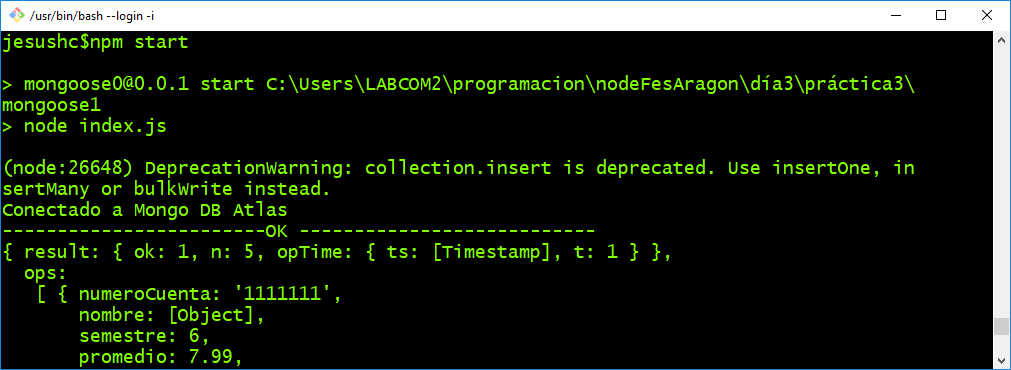 /usr/bin/bash --login -i
jesushc$npm start
> mongoose0@0.0.1 start C:\Users\LABCOM2\programacion\nodeFesAragon\día3\práctica3\
mongoose1
> node index.js
(node:26648) DeprecationWarning: collection.insert is deprecated. Use insertOne, in
sertMany or bulkWrite instead.
Conectado a Mongo DB Atlas
------------------------OK ---------------------------
{ result: { ok: 1, n: 5, opTime: { ts: [Timestamp], t: 1 } },
  ops:
   [ { numeroCuenta: '1111111',
       nombre: [Object],
       semestre: 6,
       promedio: 7.99,